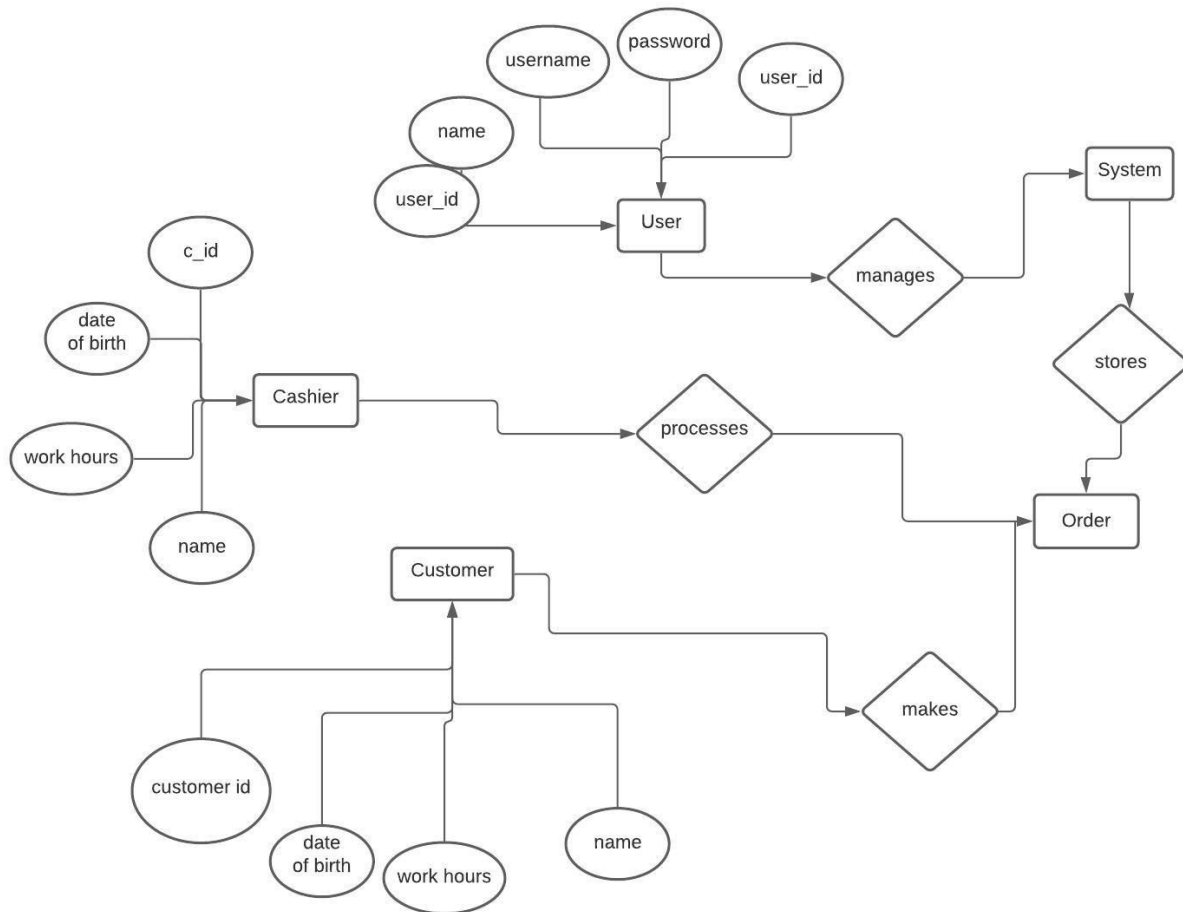 password
username
user_id
name
System
user_id
User
c_id
manages
date
of birth
stores
Cashier
processes
work hours
Order
name
Customer
makes
customer id
date
of birth
name
work hours